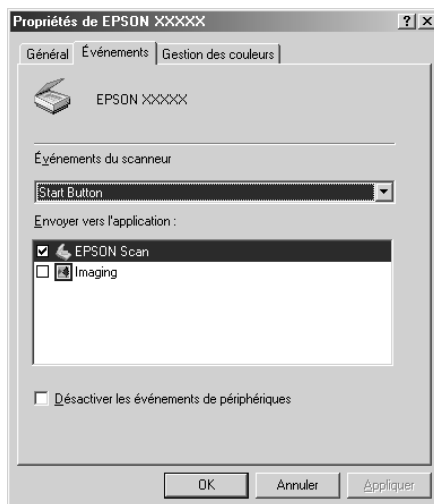 Propriétés de EPSON XXXXX
Général Événements Gestion des couleurs
EPSON XXXXX
Événements du scanneur
Start Button
Envoyer vers l'application :
EPSON Scan
Imaging
Désactiver les événements de périphériques
OK Annuler Appliquer